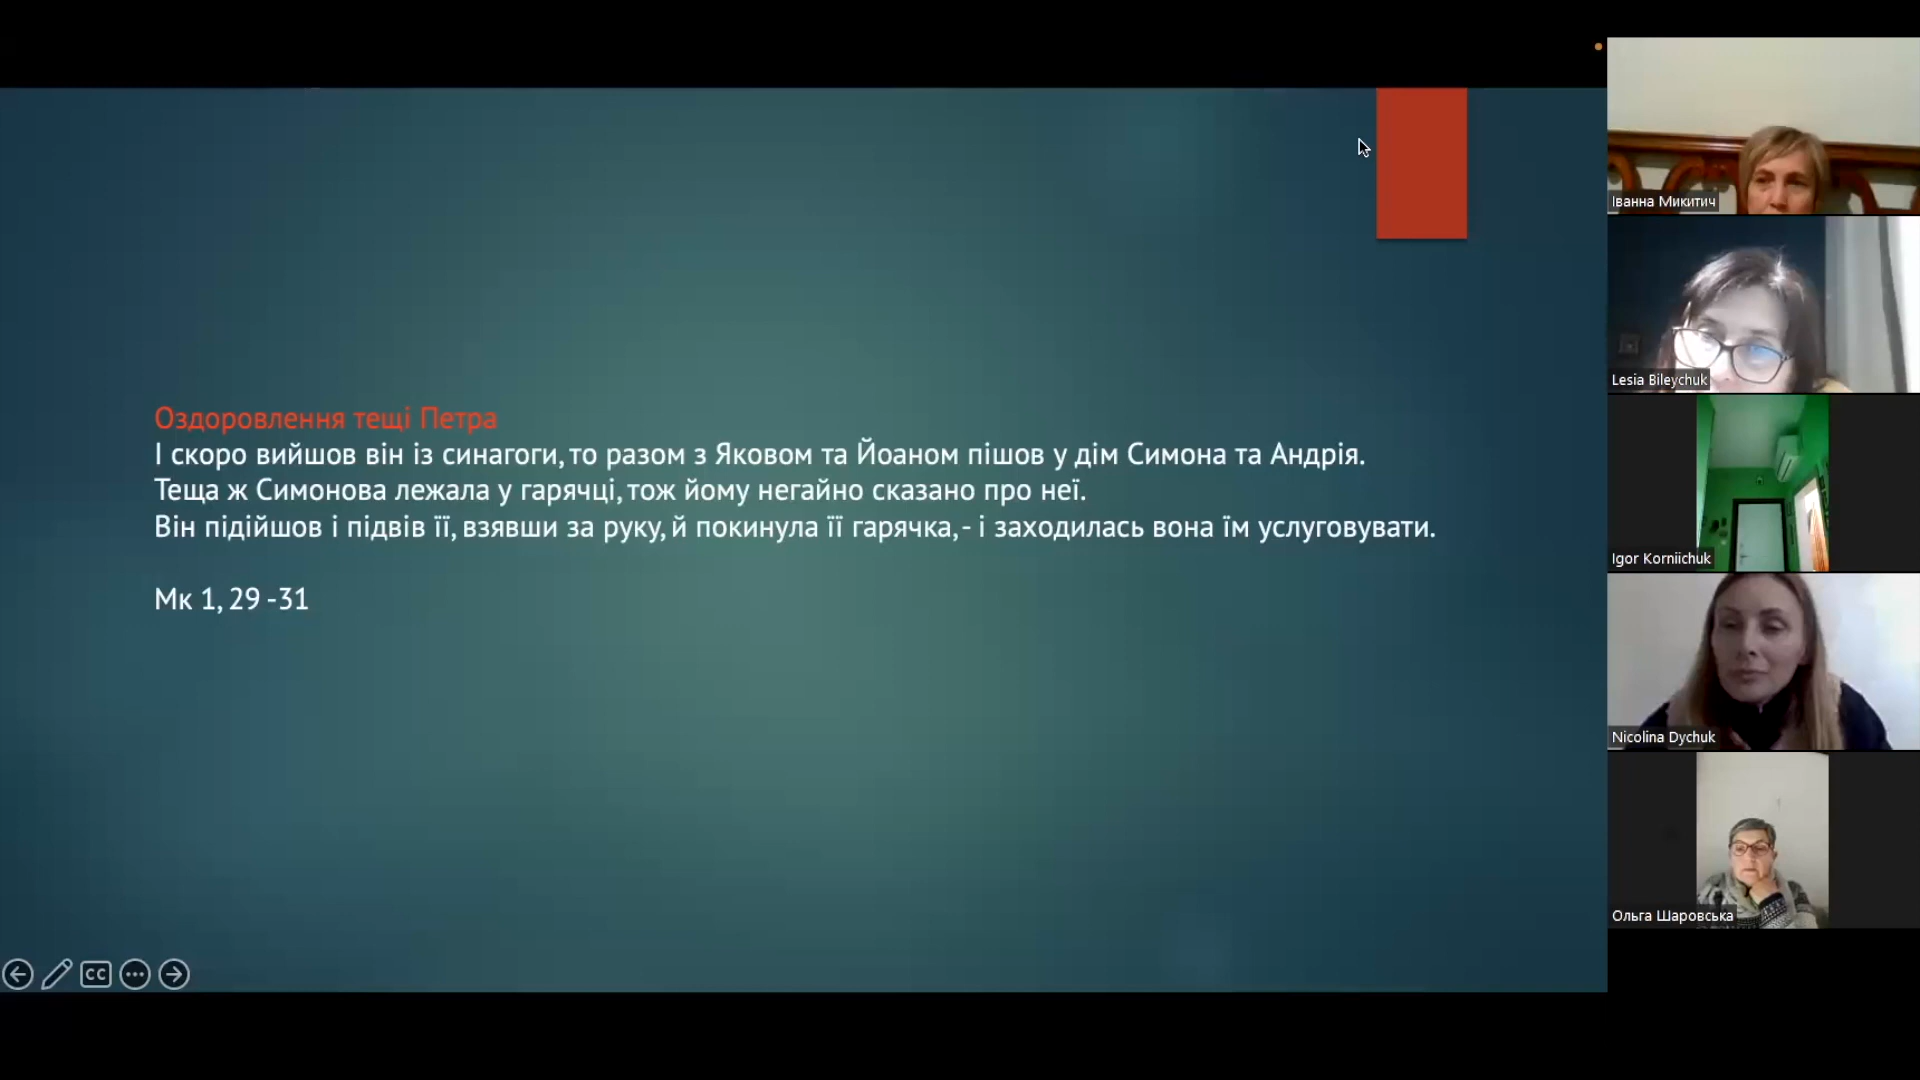 Оздоровлення тещі Петра
І скоро вийшов він із синагоги, то разом з Яковом та Йоаном пішов у дім Симона та Андрія.
Теща ж Симонова лежала у гарячці, тож йому негайно сказано про неї.
Він підійшов і підвів її, взявши за руку, й покинула її гарячка, - і заходилась вона їм услуговувати.
Мк 1, 29 -31
CC
Іванна Микитич
Lesia Bileychuk
Igor Korniichuk
Nicolina Dychuk
Ольга Шаровська